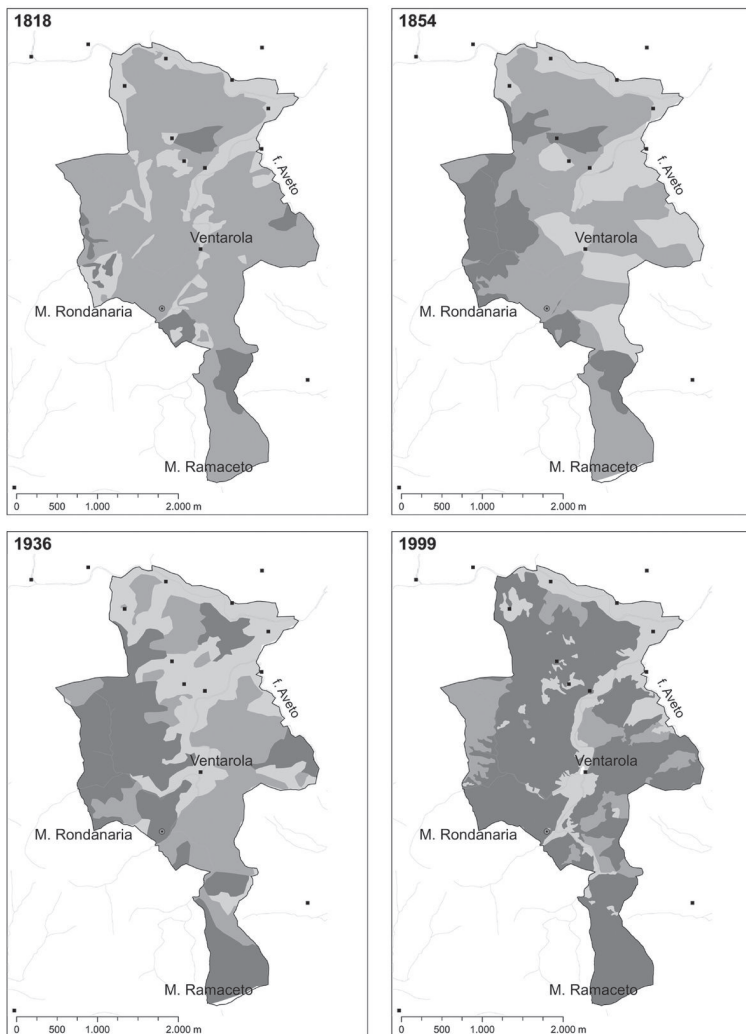 1818
f. Aveto
Ventarola
M. Rondanaria
M. Ramaceto
0 500 1.000 2.000 m
1854
f. Aveto
Ventarola
M. Rondanaria
M. Ramaceto
0 500 1.000 2.000 m
1936
f. Aveto
Ventarola
M. Rondanaria
M. Ramaceto
0 500 1.000 2.000 m
1999
f. Aveto
Ventarola
M. Rondanaria
M. Ramaceto
0 500 1.000 2.000 m